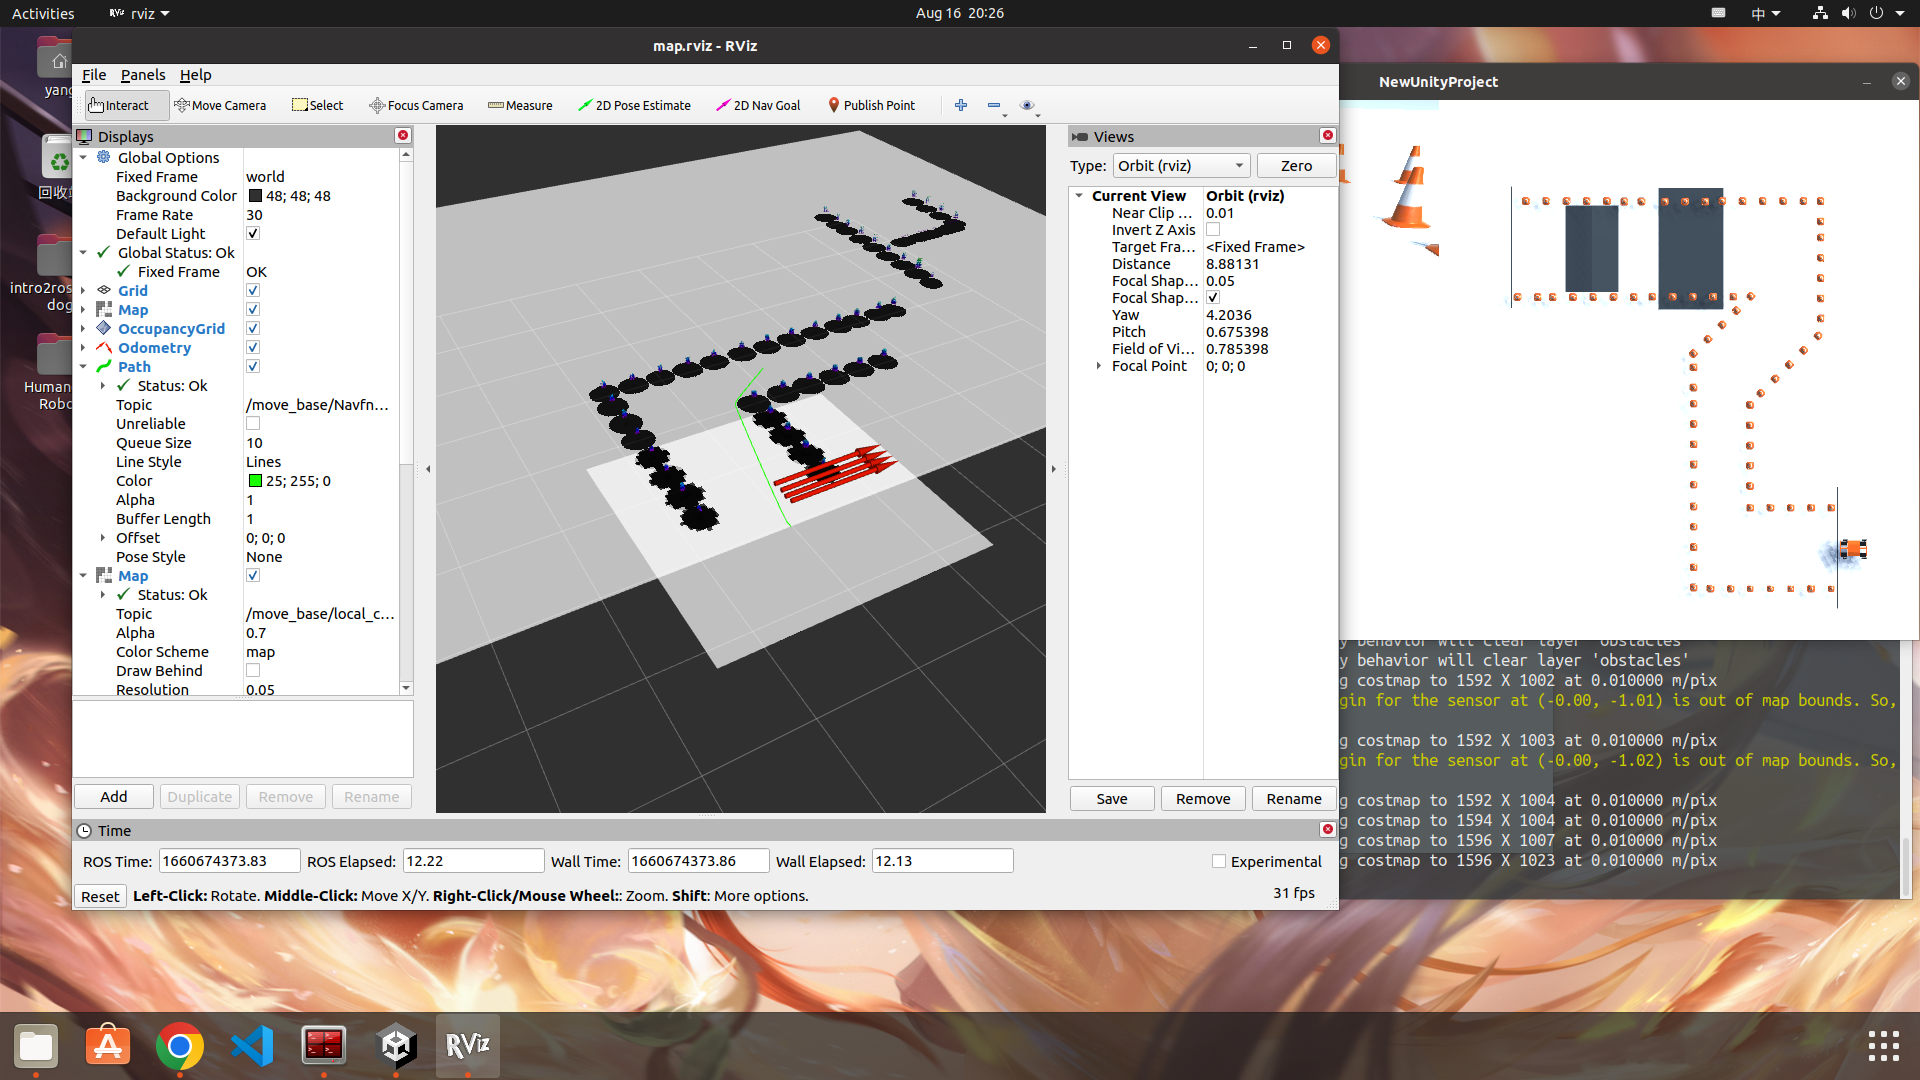 Activities
rviz
Aug 16 20:26
中
map.rviz - RViz
File Panels Help
Interact Move Camera Select Focus Camera Measure 2D Pose Estimate 2D Nav Goal Publish Point
Displays
Global Options
Fixed Frame world
Background Color 48; 48; 48
Frame Rate 30
Default Light
Global Status: Ok
Fixed Frame OK
Grid
Map
OccupancyGrid
Odometry
Path
Status: Ok
Topic /move_base/Navfn...
Unreliable
Queue Size 10
Line Style Lines
Color 25; 255; 0
Alpha 1
Buffer Length 1
Offset 0; 0; 0
Pose Style None
Map
Status: Ok
Topic /move_base/local_c...
Alpha 0.7
Color Scheme map
Draw Behind
Resolution 0.05
Add Duplicate Remove Rename
Views
Type: Orbit (rviz) Zero
Current View Orbit (rviz)
Near Clip ... 0.01
Invert Z Axis
Target Fra... <Fixed Frame>
Distance 8.88131
Focal Shap... 0.05
Focal Shap...
Yaw 4.2036
Pitch 0.675398
Field of Vi... 0.785398
Focal Point 0; 0; 0
Save Remove Rename
Time
ROS Time: 1660674373.83 ROS Elapsed: 12.22 Wall Time: 1660674373.86 Wall Elapsed: 12.13 Experimental
Reset Left-Click: Rotate. Middle-Click: Move X/Y. Right-Click/Mouse Wheel:: Zoom. Shift: More options. 31 fps
NewUnityProject
y behavior will clear layer 'obstacles'
y behavior will clear layer 'obstacles'
g costmap to 1592 X 1002 at 0.010000 m/pix
gin for the sensor at (-0.00, -1.01) is out of map bounds. So,
g costmap to 1592 X 1003 at 0.010000 m/pix
gin for the sensor at (-0.00, -1.02) is out of map bounds. So,
g costmap to 1592 X 1004 at 0.010000 m/pix
g costmap to 1594 X 1004 at 0.010000 m/pix
g costmap to 1596 X 1007 at 0.010000 m/pix
g costmap to 1596 X 1023 at 0.010000 m/pix
yang
回收
intro2ros
dog
Human
Robo
RViz